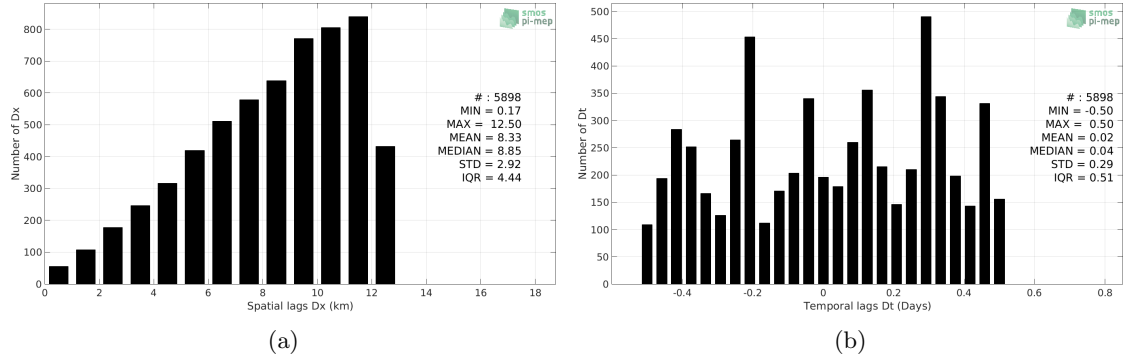 800
700
600
500
400
300
200
100
0
Number of Dx
0 2 4 6 8 10 12 14 16 18
Spatial lags Dx (km)
smos
pi-mep
# : 5898
MIN = 0.17
MAX = 12.50
MEAN = 8.33
MEDIAN = 8.85
STD = 2.92
IQR = 4.44
(a)
500
450
400
350
300
250
200
150
100
50
0
Number of Dt
-0.4 -0.2 0 0.2 0.4 0.6 0.8
Temporal lags Dt (Days)
smos
pi-mep
# : 5898
MIN = -0.50
MAX = 0.50
MEAN = 0.02
MEDIAN = 0.04
STD = 0.29
IQR = 0.51
(b)